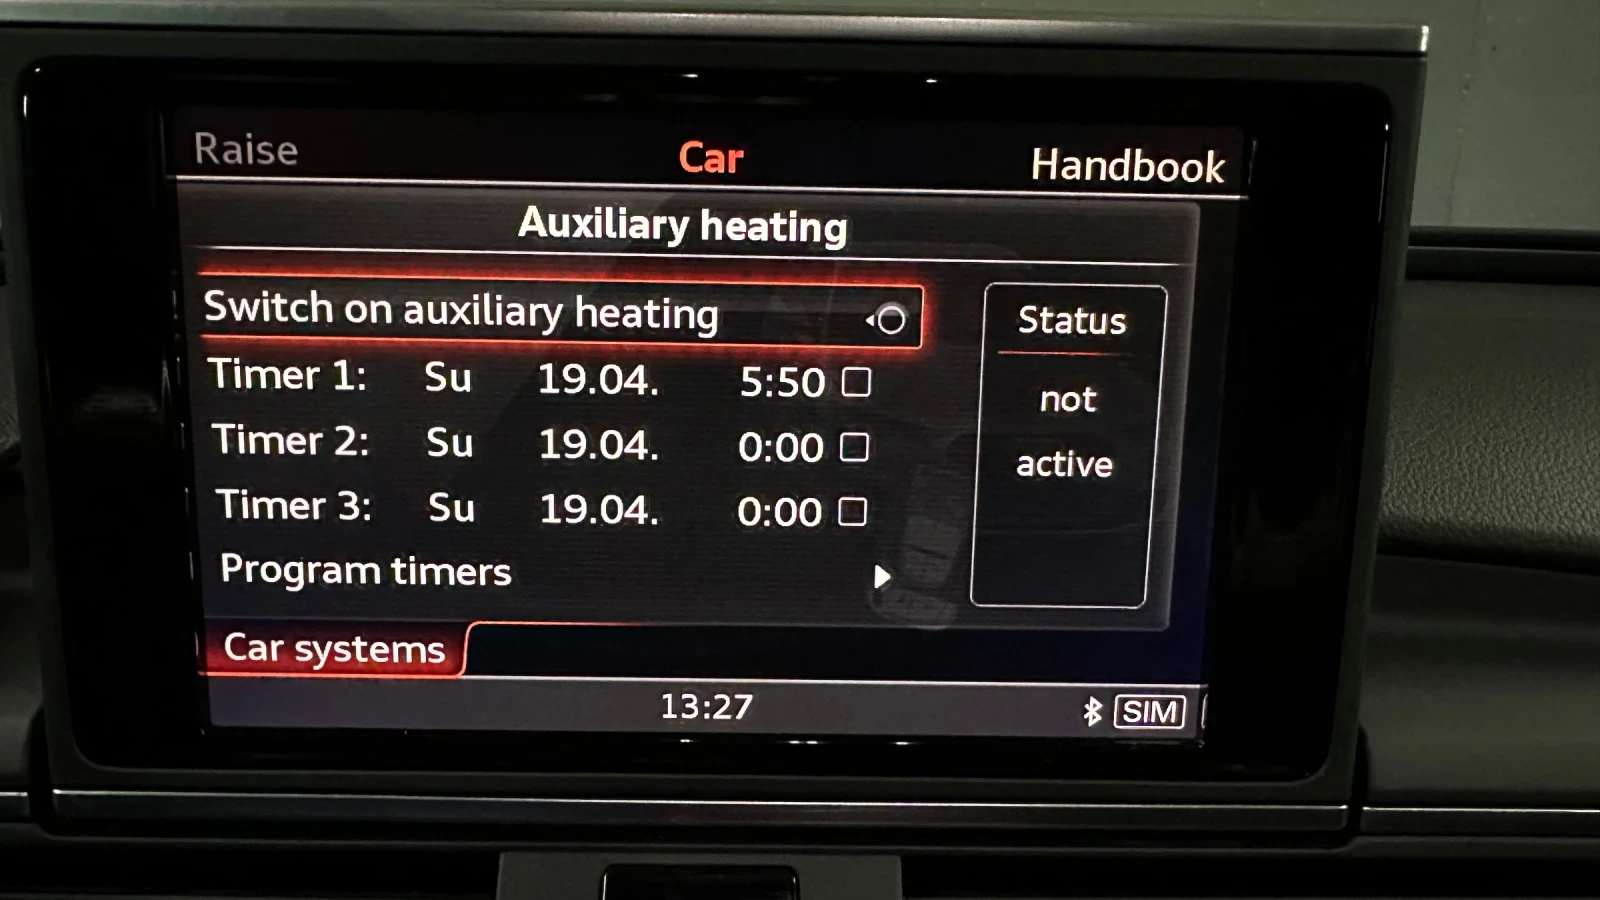 Raise Car Handbook
Auxiliary heating
Switch on auxiliary heating
Status
Timer 1: Su 19.04. 5:50
not
Timer 2: Su 19.04. 0:00
active
Timer 3: Su 19.04. 0:00
Program timers
Car systems
13:27 SIM